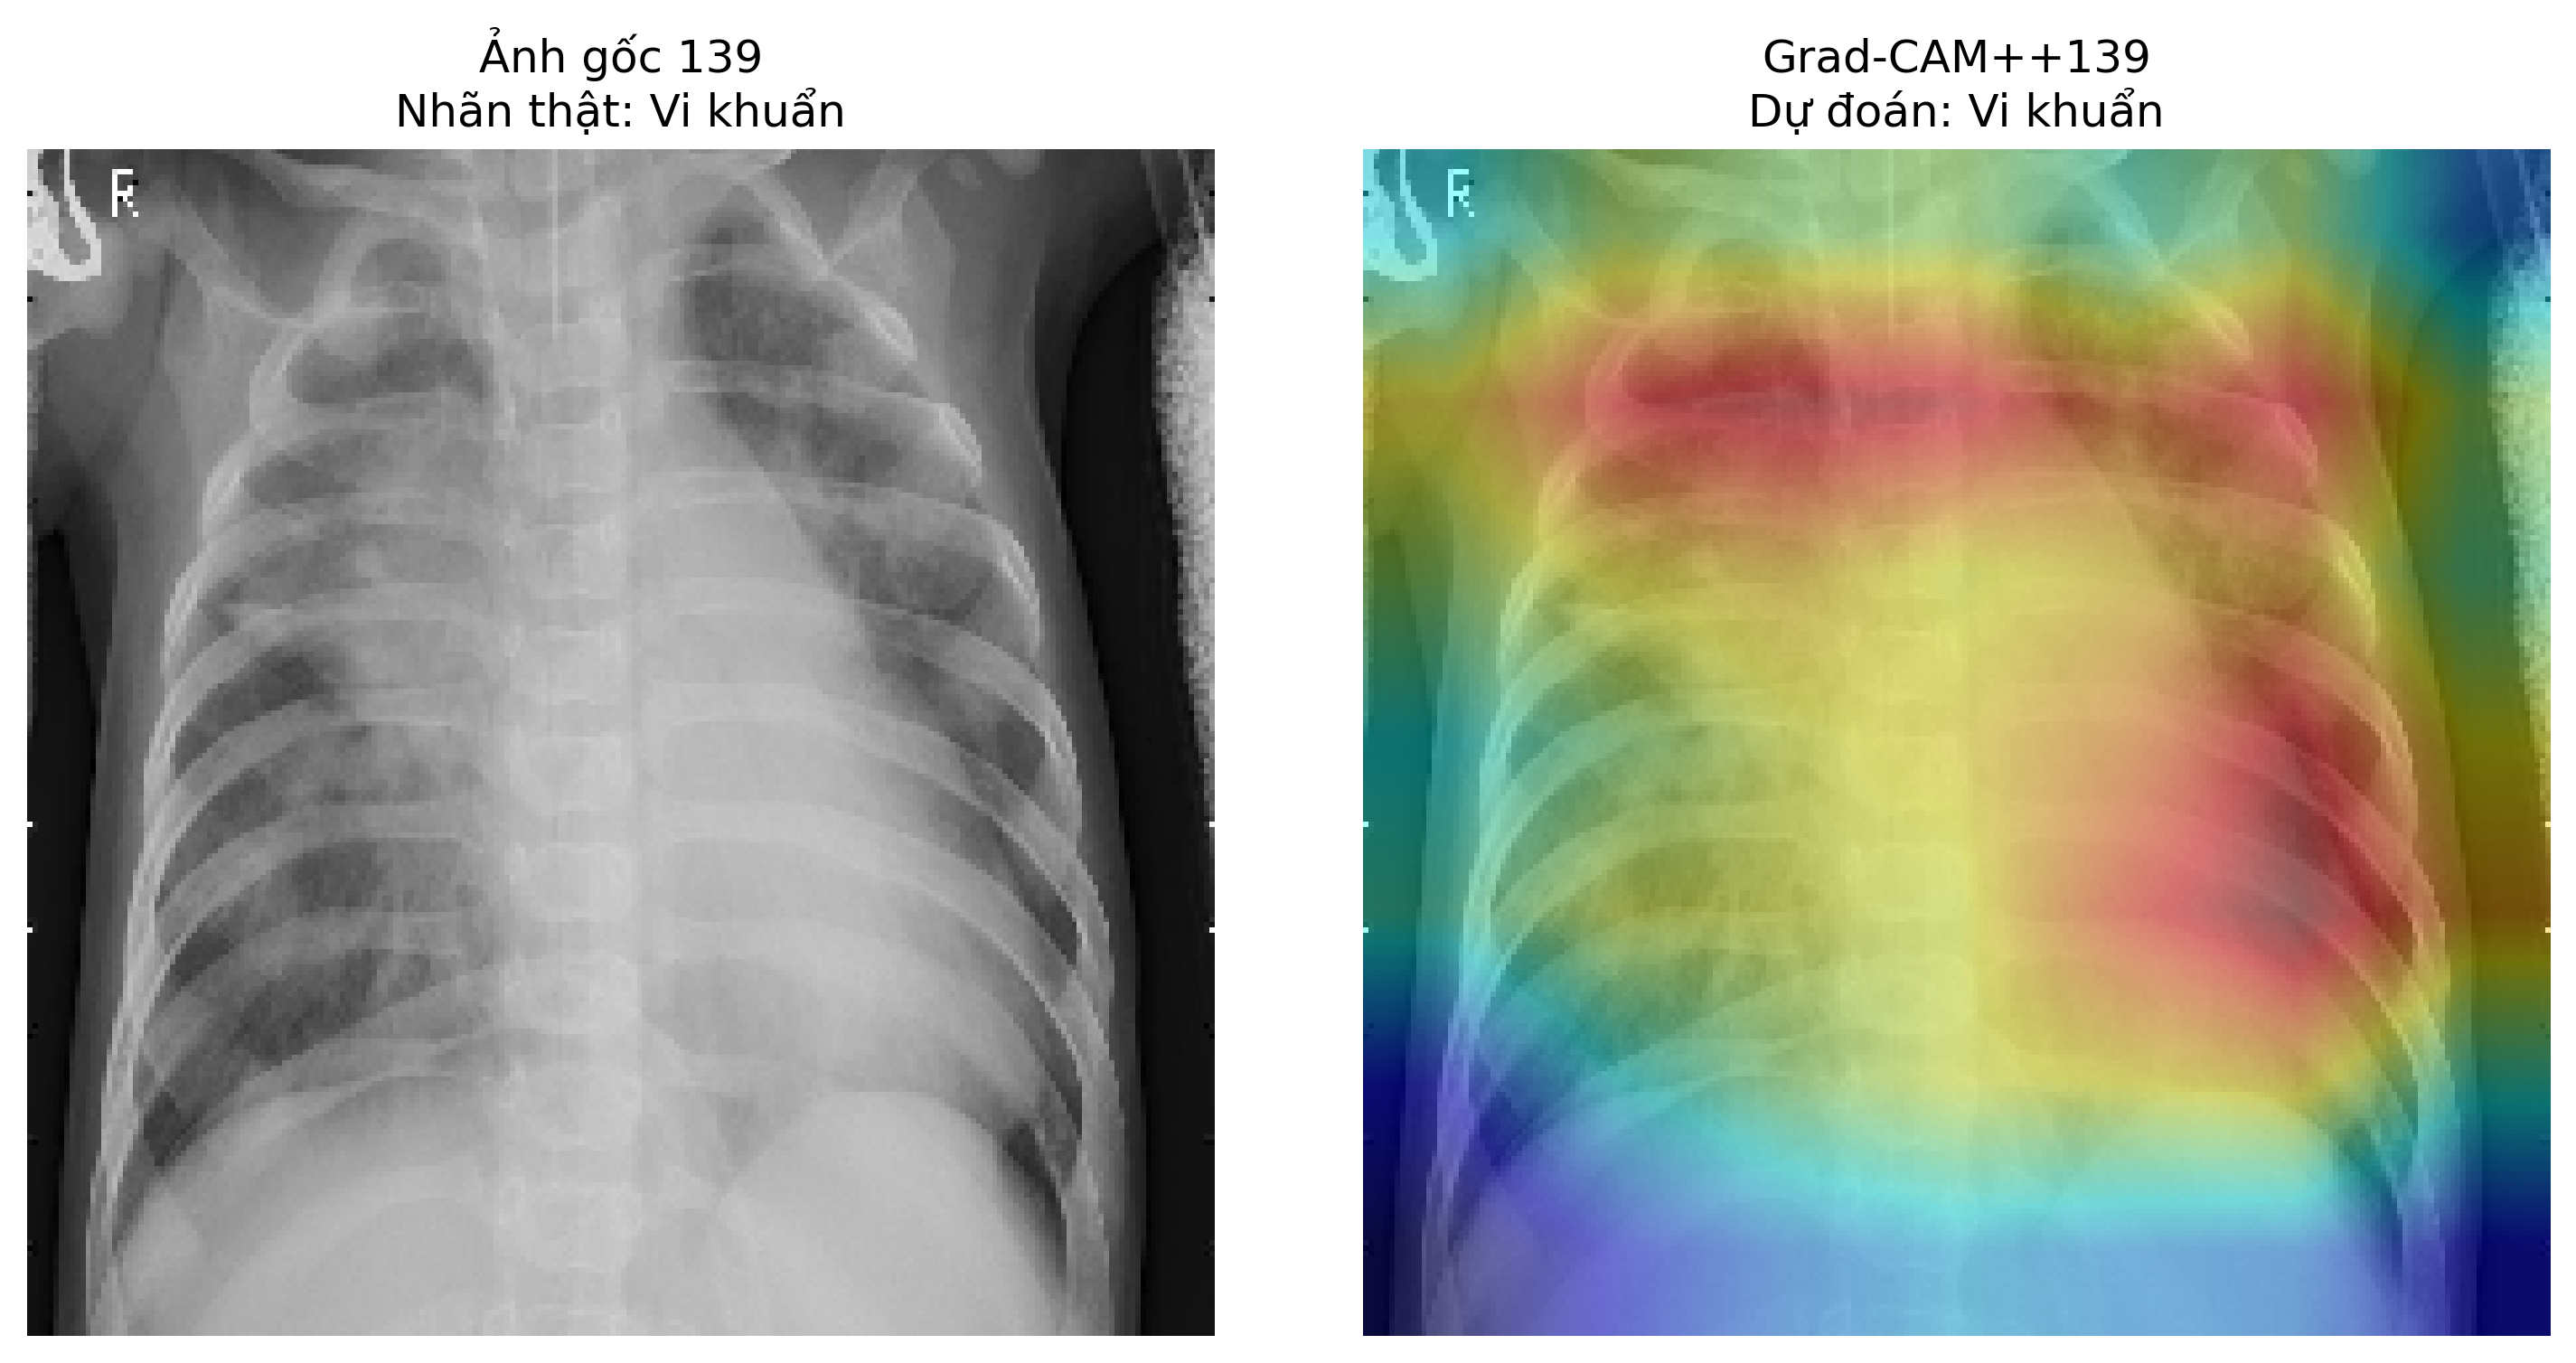 Ảnh gốc 139
Nhãn thật: Vi khuẩn
Grad-CAM++139
Dự đoán: Vi khuẩn
R
R